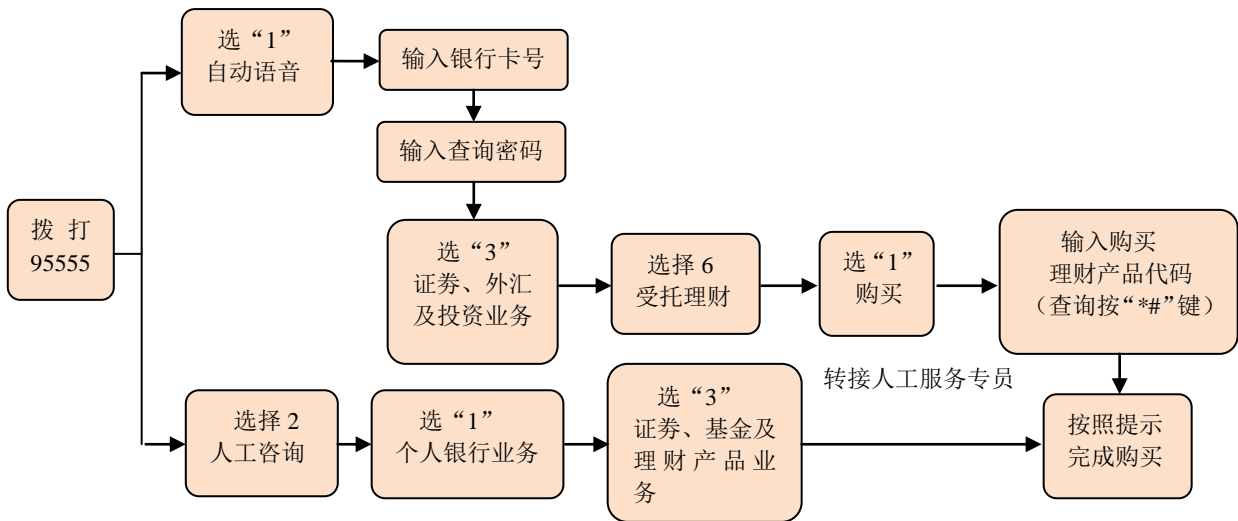 拨 打
95555
选“1”
自动语音
输入银行卡号
输入查询密码
选“3”
证券、外汇
及投资业务
选择 6
受托理财
选“1”
购买
输入购买
理财产品代码
（查询按“*#”键）
选择 2
人工咨询
选“1”
个人银行业务
选“3”
证券、基金及
理财产品业
务
转接人工服务专员
按照提示
完成购买